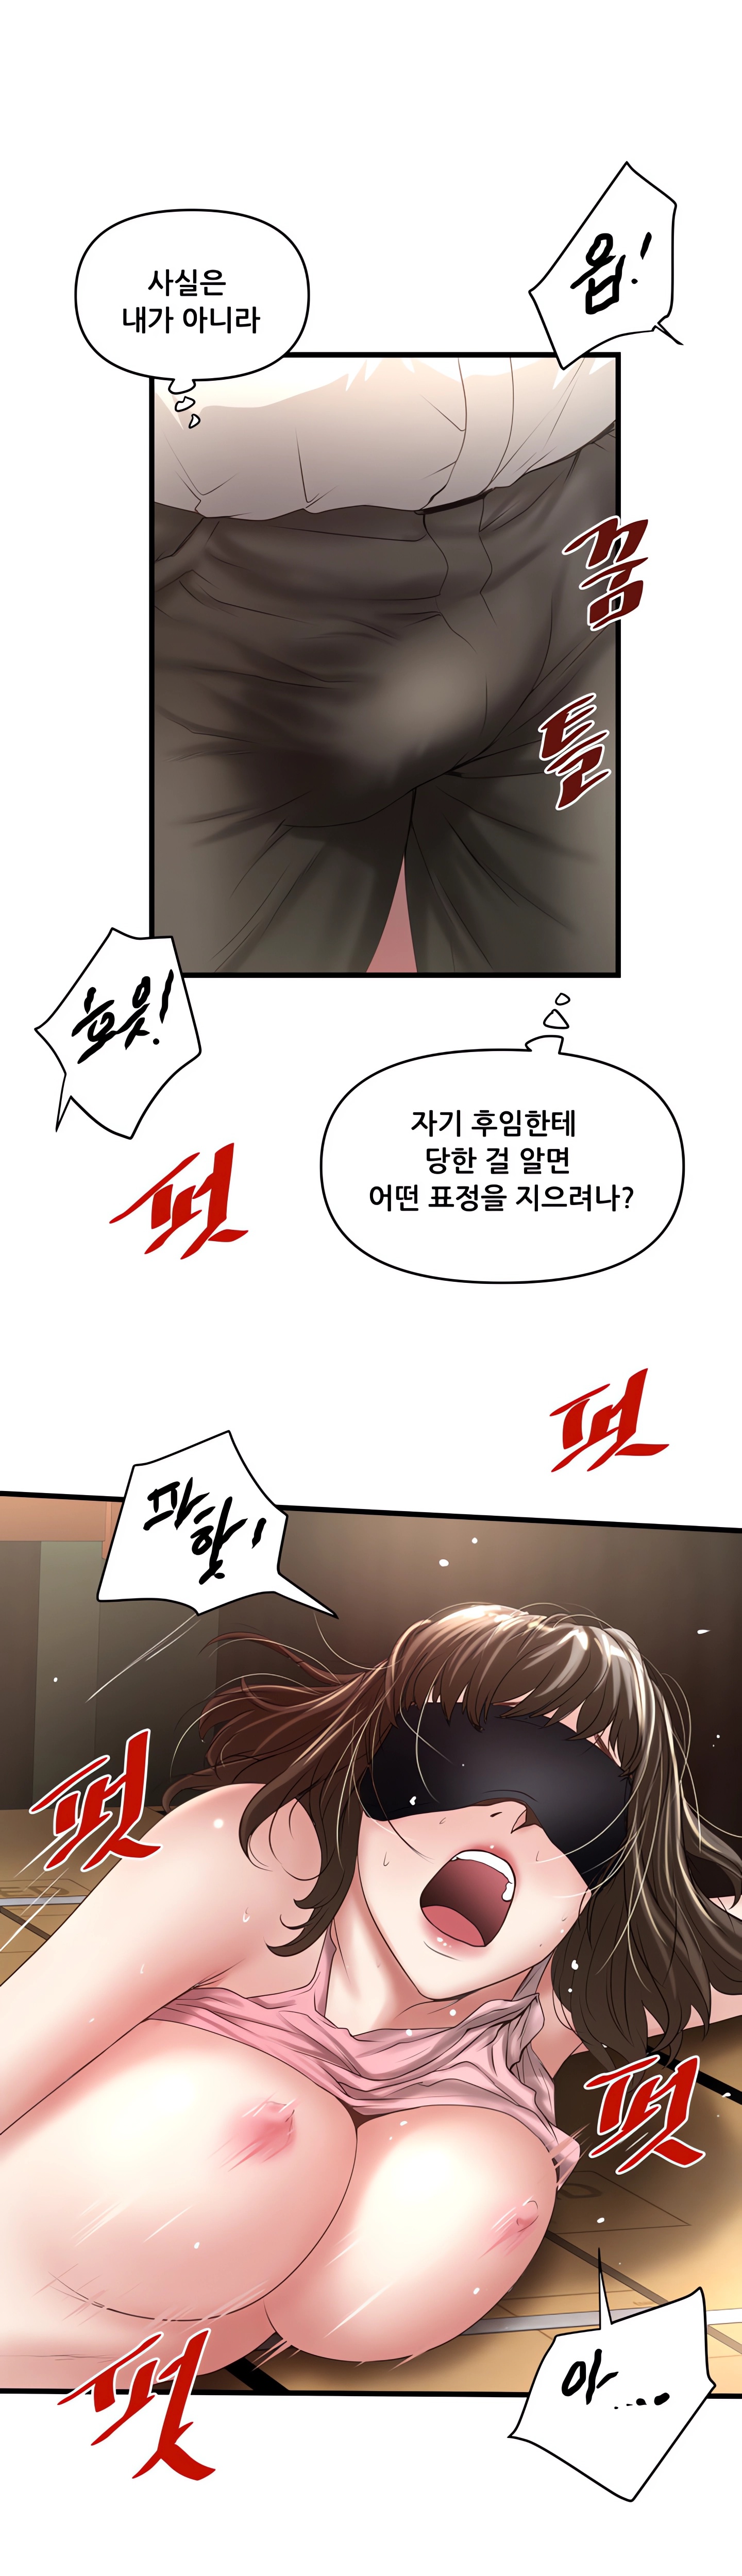 읍!
사실은
내가 아니라
꿈
틀
흐읏!
자기 후임한테
당한 걸 알면
어떤 표정을 지으려나?
퍽
퍽
파핫!
퍽
퍽
아....
퍽